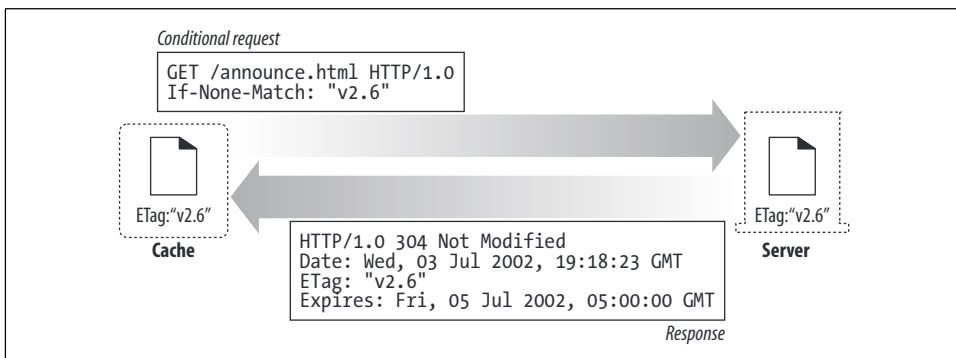 Conditional request
GET /announce.html HTTP/1.0
If-None-Match: "v2.6"
ETag:“v2.6”
Cache
ETag:“v2.6”
Server
HTTP/1.0 304 Not Modified
Date: Wed, 03 Jul 2002, 19:18:23 GMT
ETag: "v2.6"
Expires: Fri, 05 Jul 2002, 05:00:00 GMT
Response